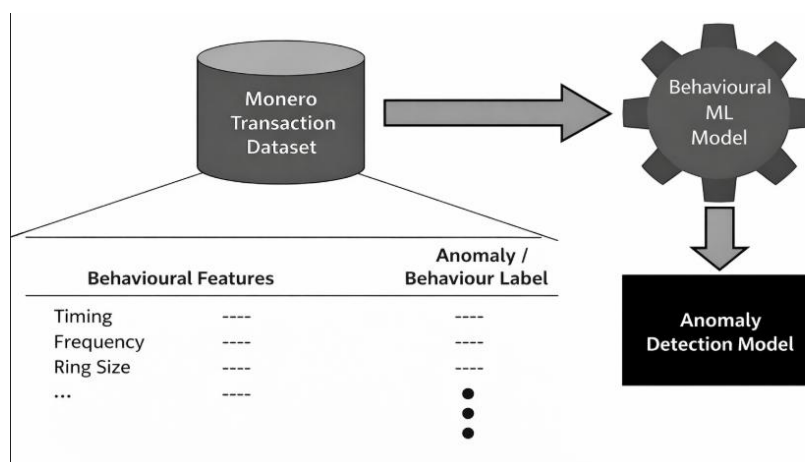 Monero
Transaction
Dataset
Behavioural
ML
Model
Anomaly /
Behavioural Features Behaviour Label
Timing ---- ----
Frequency ---- ----
Ring Size ---- ----
... ----
Anomaly
Detection Model